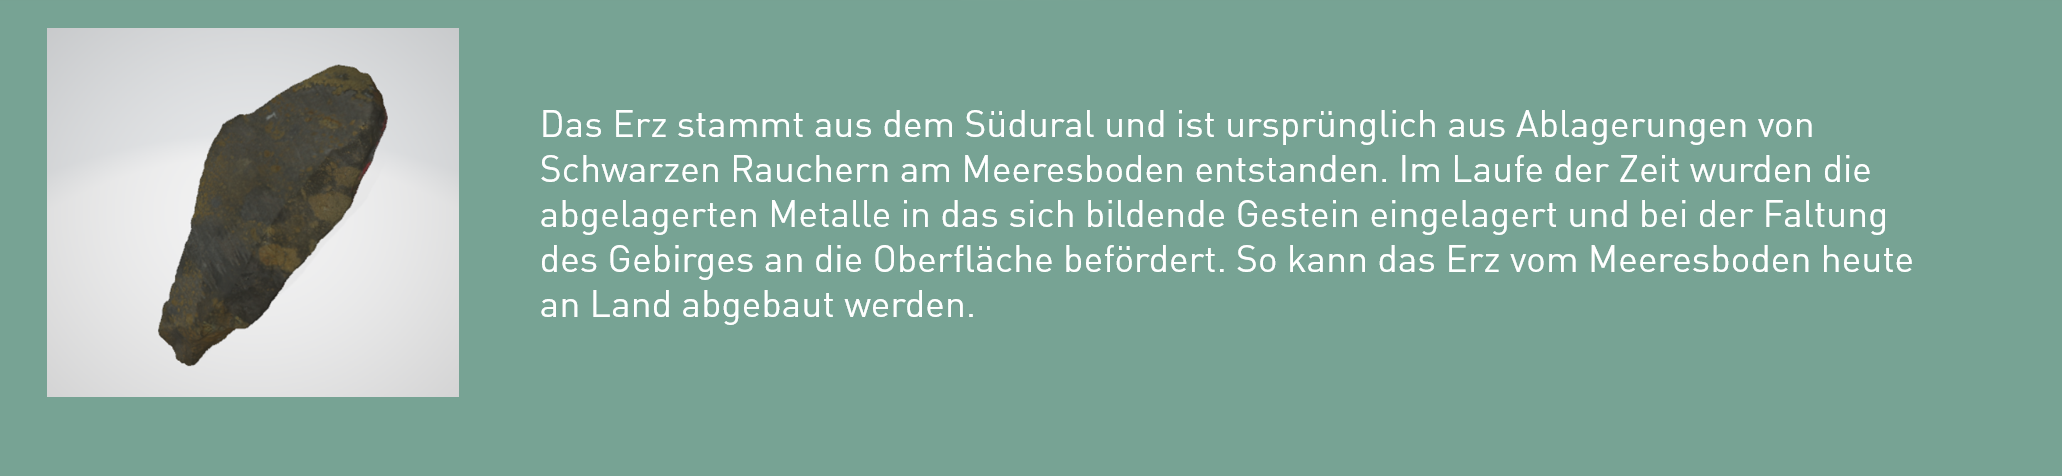 Das Erz stammt aus dem Südural und ist ursprünglich aus Ablagerungen von
Schwarzen Rauchern am Meeresboden entstanden. Im Laufe der Zeit wurden die
abgelagerten Metalle in das sich bildende Gestein eingelagert und bei der Faltung
des Gebirges an die Oberfläche befördert. So kann das Erz vom Meeresboden heute
an Land abgebaut werden.